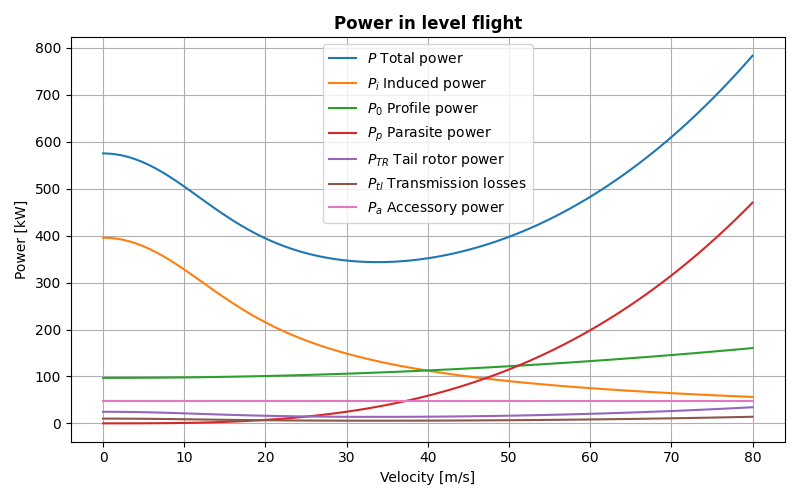 Power in level flight
P Total power
P_i Induced power
P_0 Profile power
P_p Parasite power
P_TR Tail rotor power
P_tl Transmission losses
P_a Accessory power
Power [kW]
800
700
600
500
400
300
200
100
0
0 10 20 30 40 50 60 70 80
Velocity [m/s]